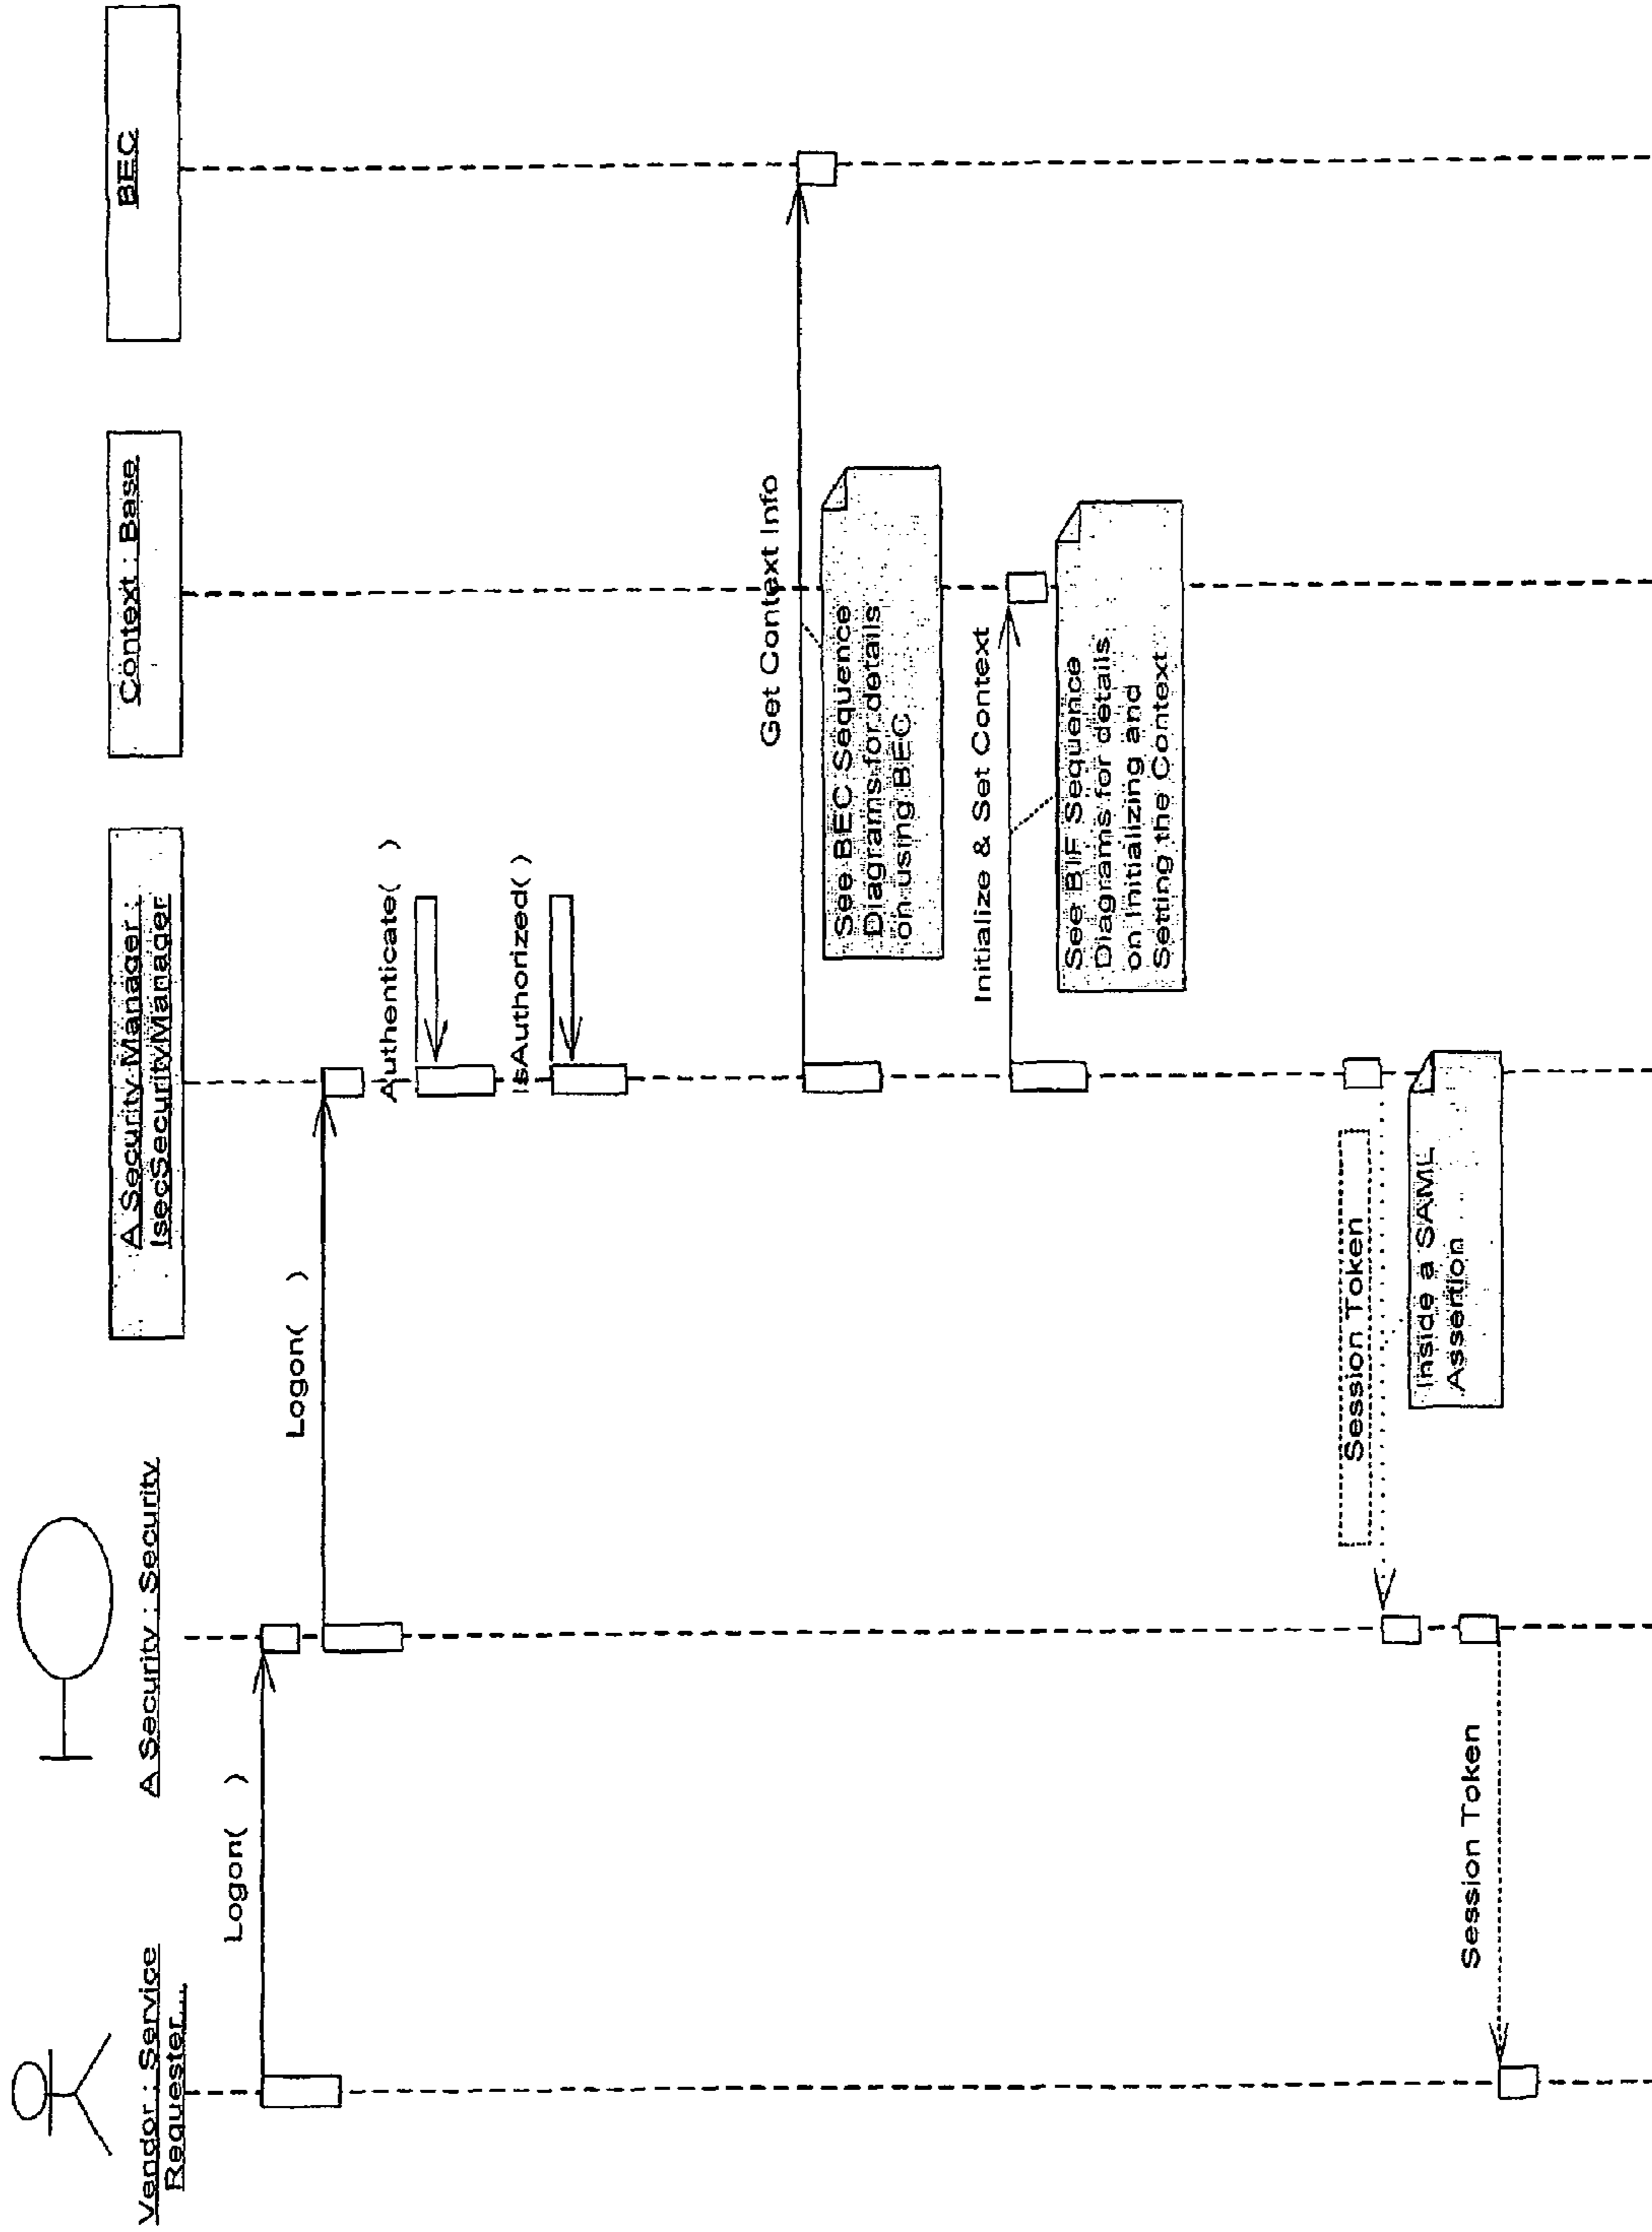 Vendor : Service
Requester...
A Security : Security
A Security Manager :
IsecSecurityManager
Context : Base
BEC
Logon( )
Logon( )
Authenticate( )
IsAuthorized( )
Get Context Info
See BEC Sequence
Diagrams for details
on using BEC
Initialize & Set Context
See BIF Sequence
Diagrams for details
on Initializing and
Setting the Context
Session Token
Inside a SAML
Assertion
Session Token